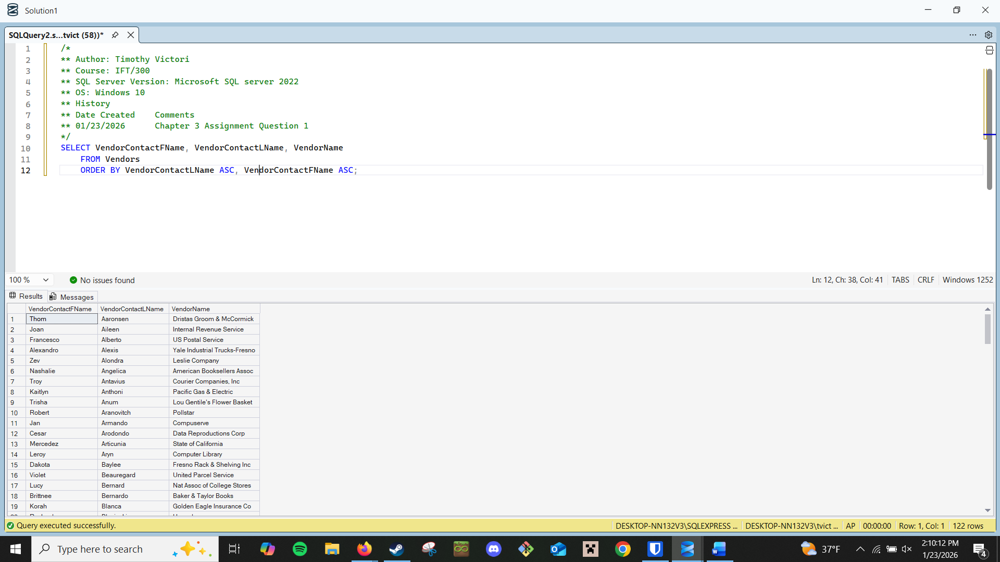 Solution1
SQLQuery2.s...tvict (58))*
1 /*
2 ** Author: Timothy Victori
3 ** Course: IFT/300
4 ** SQL Server Version: Microsoft SQL server 2022
5 ** OS: Windows 10
6 ** History
7 ** Date Created    Comments
8 ** 01/23/2026      Chapter 3 Assignment Question 1
9 */
10 SELECT VendorContactFName, VendorContactLName, VendorName
11 FROM Vendors
12 ORDER BY VendorContactLName ASC, VendorContactFName ASC;
100 % No issues found Ln: 12, Ch: 38, Col: 41 TABS CRLF Windows 1252
Results Messages
VendorContactFName VendorContactLName VendorName
1 Thom Aaronsen Dristas Groom & McCormick
2 Joan Aileen Internal Revenue Service
3 Francesco Alberto US Postal Service
4 Alexandro Alexis Yale Industrial Trucks-Fresno
5 Zev Alondra Leslie Company
6 Nashalie Angelica American Booksellers Assoc
7 Troy Antavius Courier Companies, Inc
8 Kaitlyn Anthoni Pacific Gas & Electric
9 Trisha Anum Lou Gentile's Flower Basket
10 Robert Aranovitch Pollstar
11 Jan Armando Compuserve
12 Cesar Arodondo Data Reproductions Corp
13 Mercedez Articunia State of California
14 Leroy Aryn Computer Library
15 Dakota Baylee Fresno Rack & Shelving Inc
16 Violet Beauregard United Parcel Service
17 Lucy Bernard Nat Assoc of College Stores
18 Brittnee Bernardo Baker & Taylor Books
19 Korah Blanca Golden Eagle Insurance Co
Query executed successfully. DESKTOP-NN132V3\SQLEXPRESS ... DESKTOP-NN132V3\tvict ... AP 00:00:00 Row: 1, Col: 1 122 rows
Type here to search 37°F 2:10:12 PM
1/23/2026 4